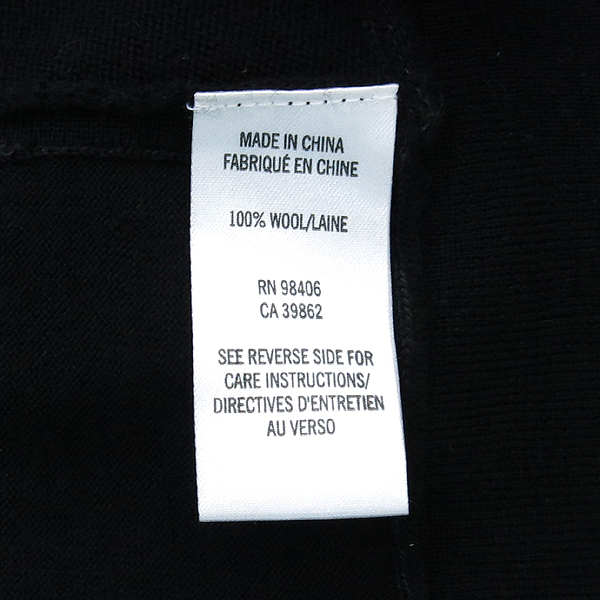 MADE IN CHINA
FABRIQUÉ EN CHINE
100% WOOL/LAINE
RN 98406
CA 39862
SEE REVERSE SIDE FOR
CARE INSTRUCTIONS/
DIRECTIVES D'ENTRETIEN
AU VERSO